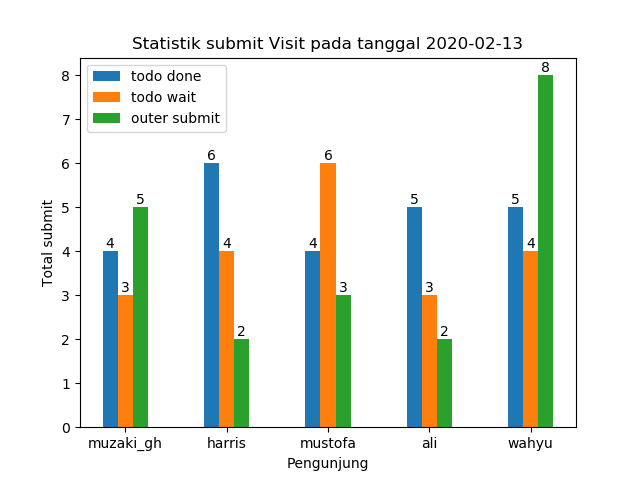 Statistik submit Visit pada tanggal 2020-02-13
todo done
todo wait
outer submit
Total submit
8
7
6
5
4
3
2
1
0
4
3
5
6
4
2
4
6
3
5
3
2
5
4
8
muzaki_gh
harris
mustofa
ali
wahyu
Pengunjung